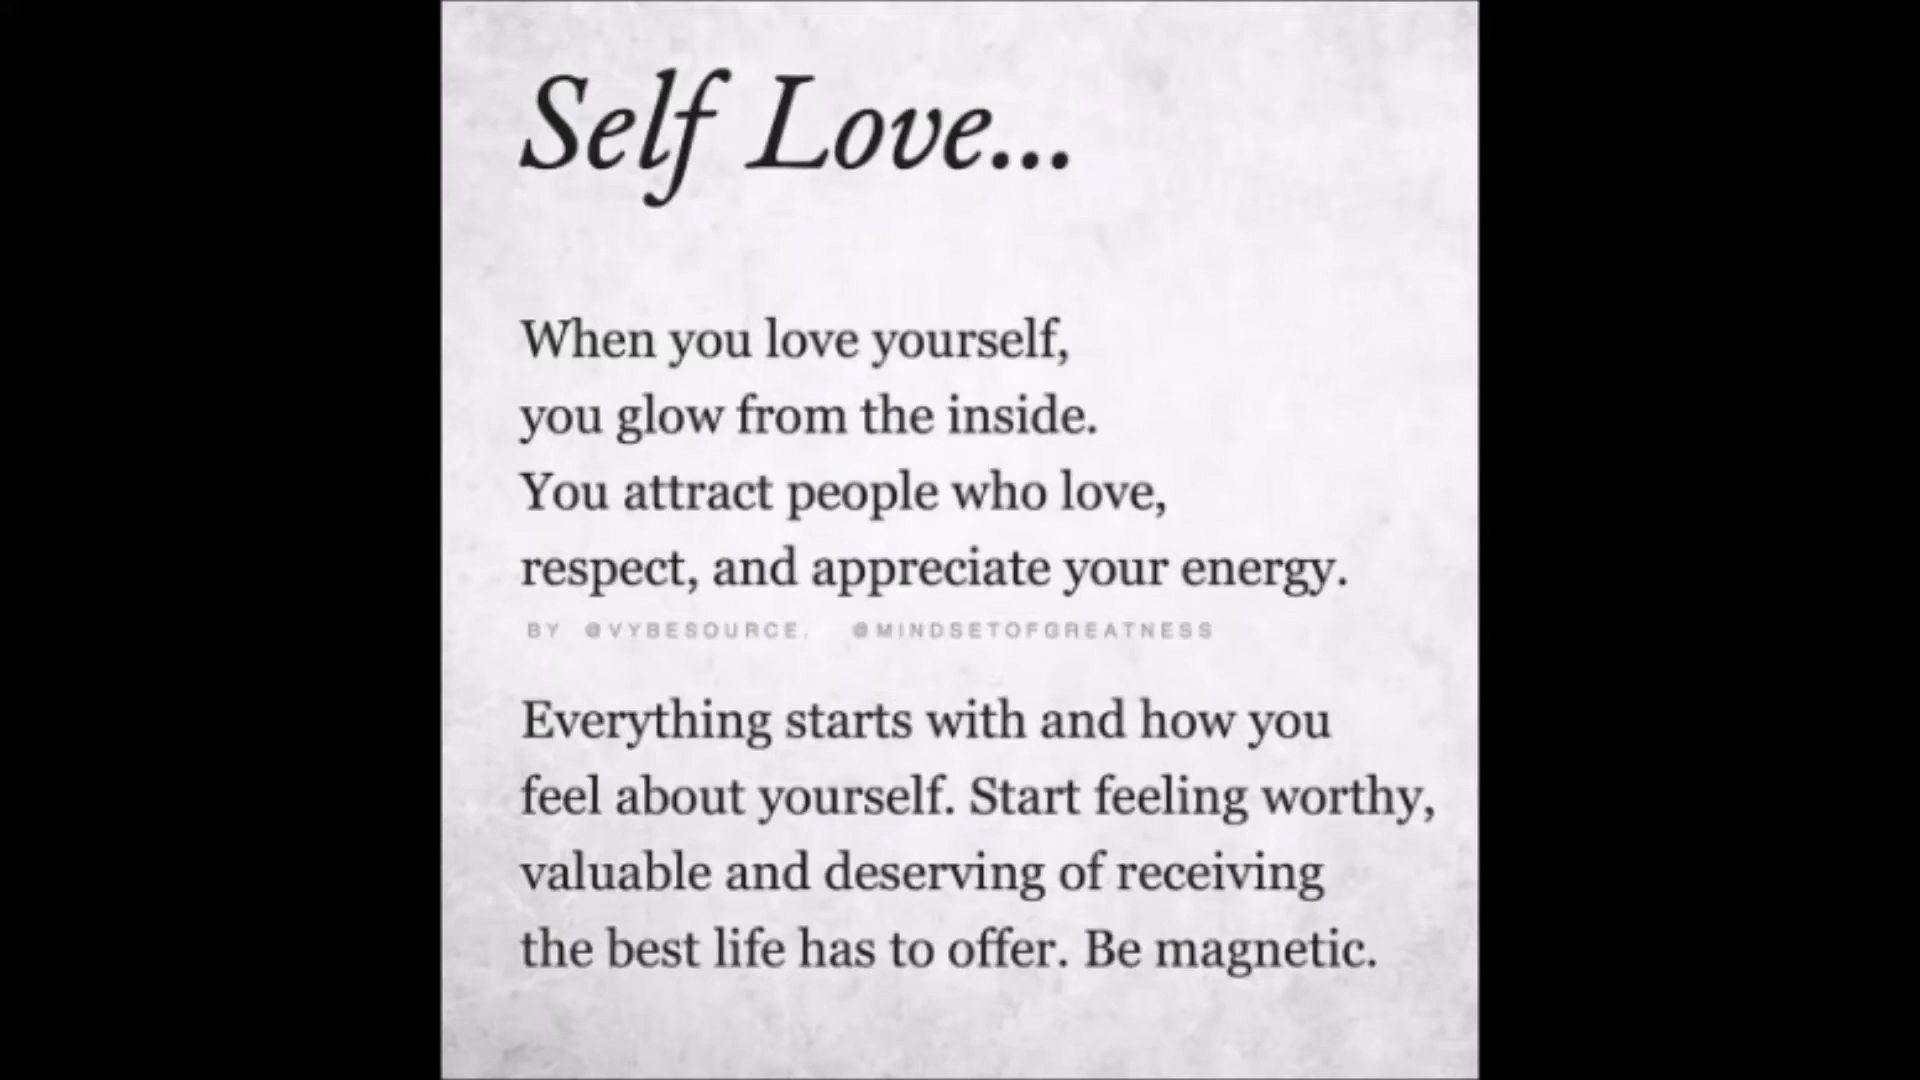 Self Love...
When you love yourself,
you glow from the inside.
You attract people who love,
respect, and appreciate your energy.
BY @VYBESOURCE. @MINDSETOFGREATNESS
Everything starts with and how you
feel about yourself. Start feeling worthy,
valuable and deserving of receiving
the best life has to offer. Be magnetic.